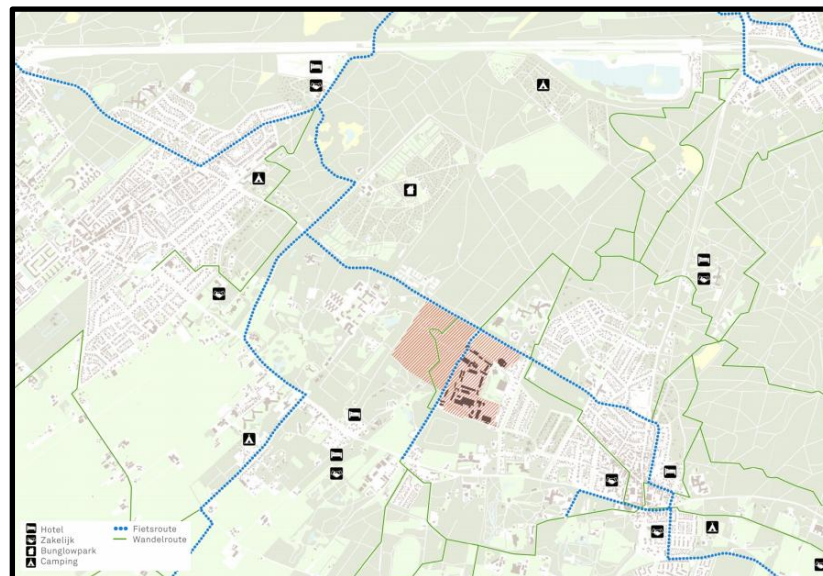 Hotel
Zakelijk
Bunglowpark
Camping
Fietsroute
Wandelroute